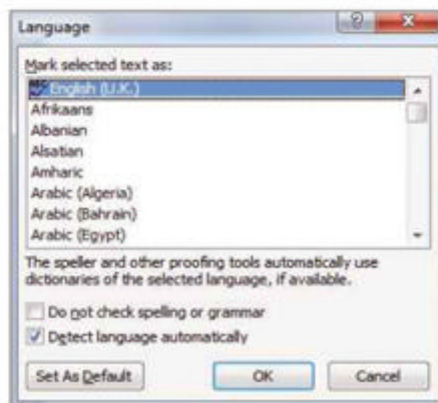 Language
Mark selected text as:
English (U.K.)
Afrikaans
Albanian
Alsatian
Amharic
Arabic (Algeria)
Arabic (Bahrain)
Arabic (Egypt)
The speller and other proofing tools automatically use
dictionaries of the selected language, if available.
Do not check spelling or grammar
Detect language automatically
Set As Default OK Cancel